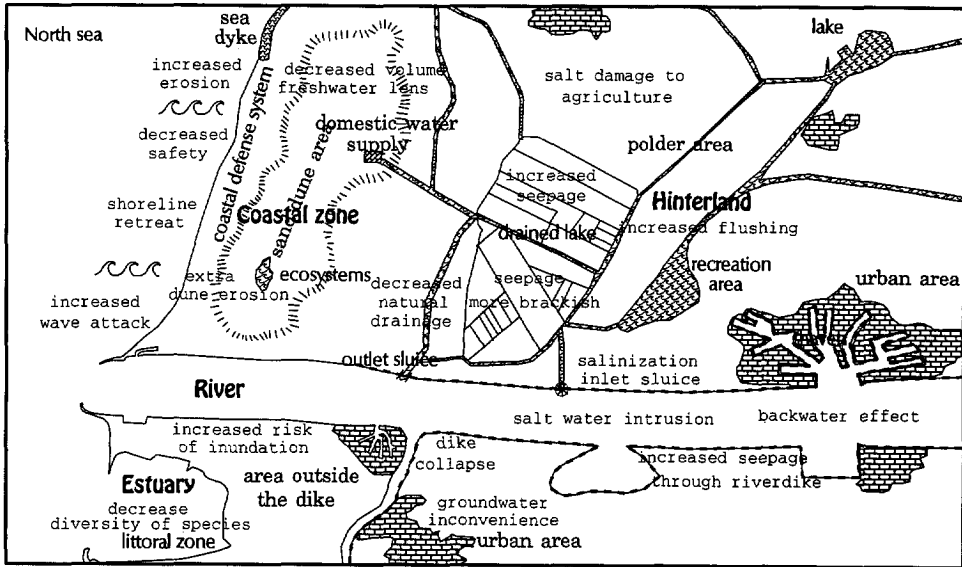 North sea
sea
dyke
lake
increased
erosion
decreased volume
freshwater lens
salt damage to
agriculture
coastal defense system
decreased
safety
domestic water
supply
sand dune area
polder area
increased
seepage
shoreline
retreat
Coastal zone
Hinterland
drained lake
increased flushing
extra
dune erosion
ecosystems
decreased
natural
drainage
seepage
more brackish
recreation
area
urban area
increased
wave attack
outlet sluice
salinization
inlet sluice
River
salt water intrusion
backwater effect
increased risk
of inundation
dike
collapse
increased seepage
through riverdike
area outside
the dike
Estuary
decrease
diversity of species
littoral zone
groundwater
inconvenience
urban area